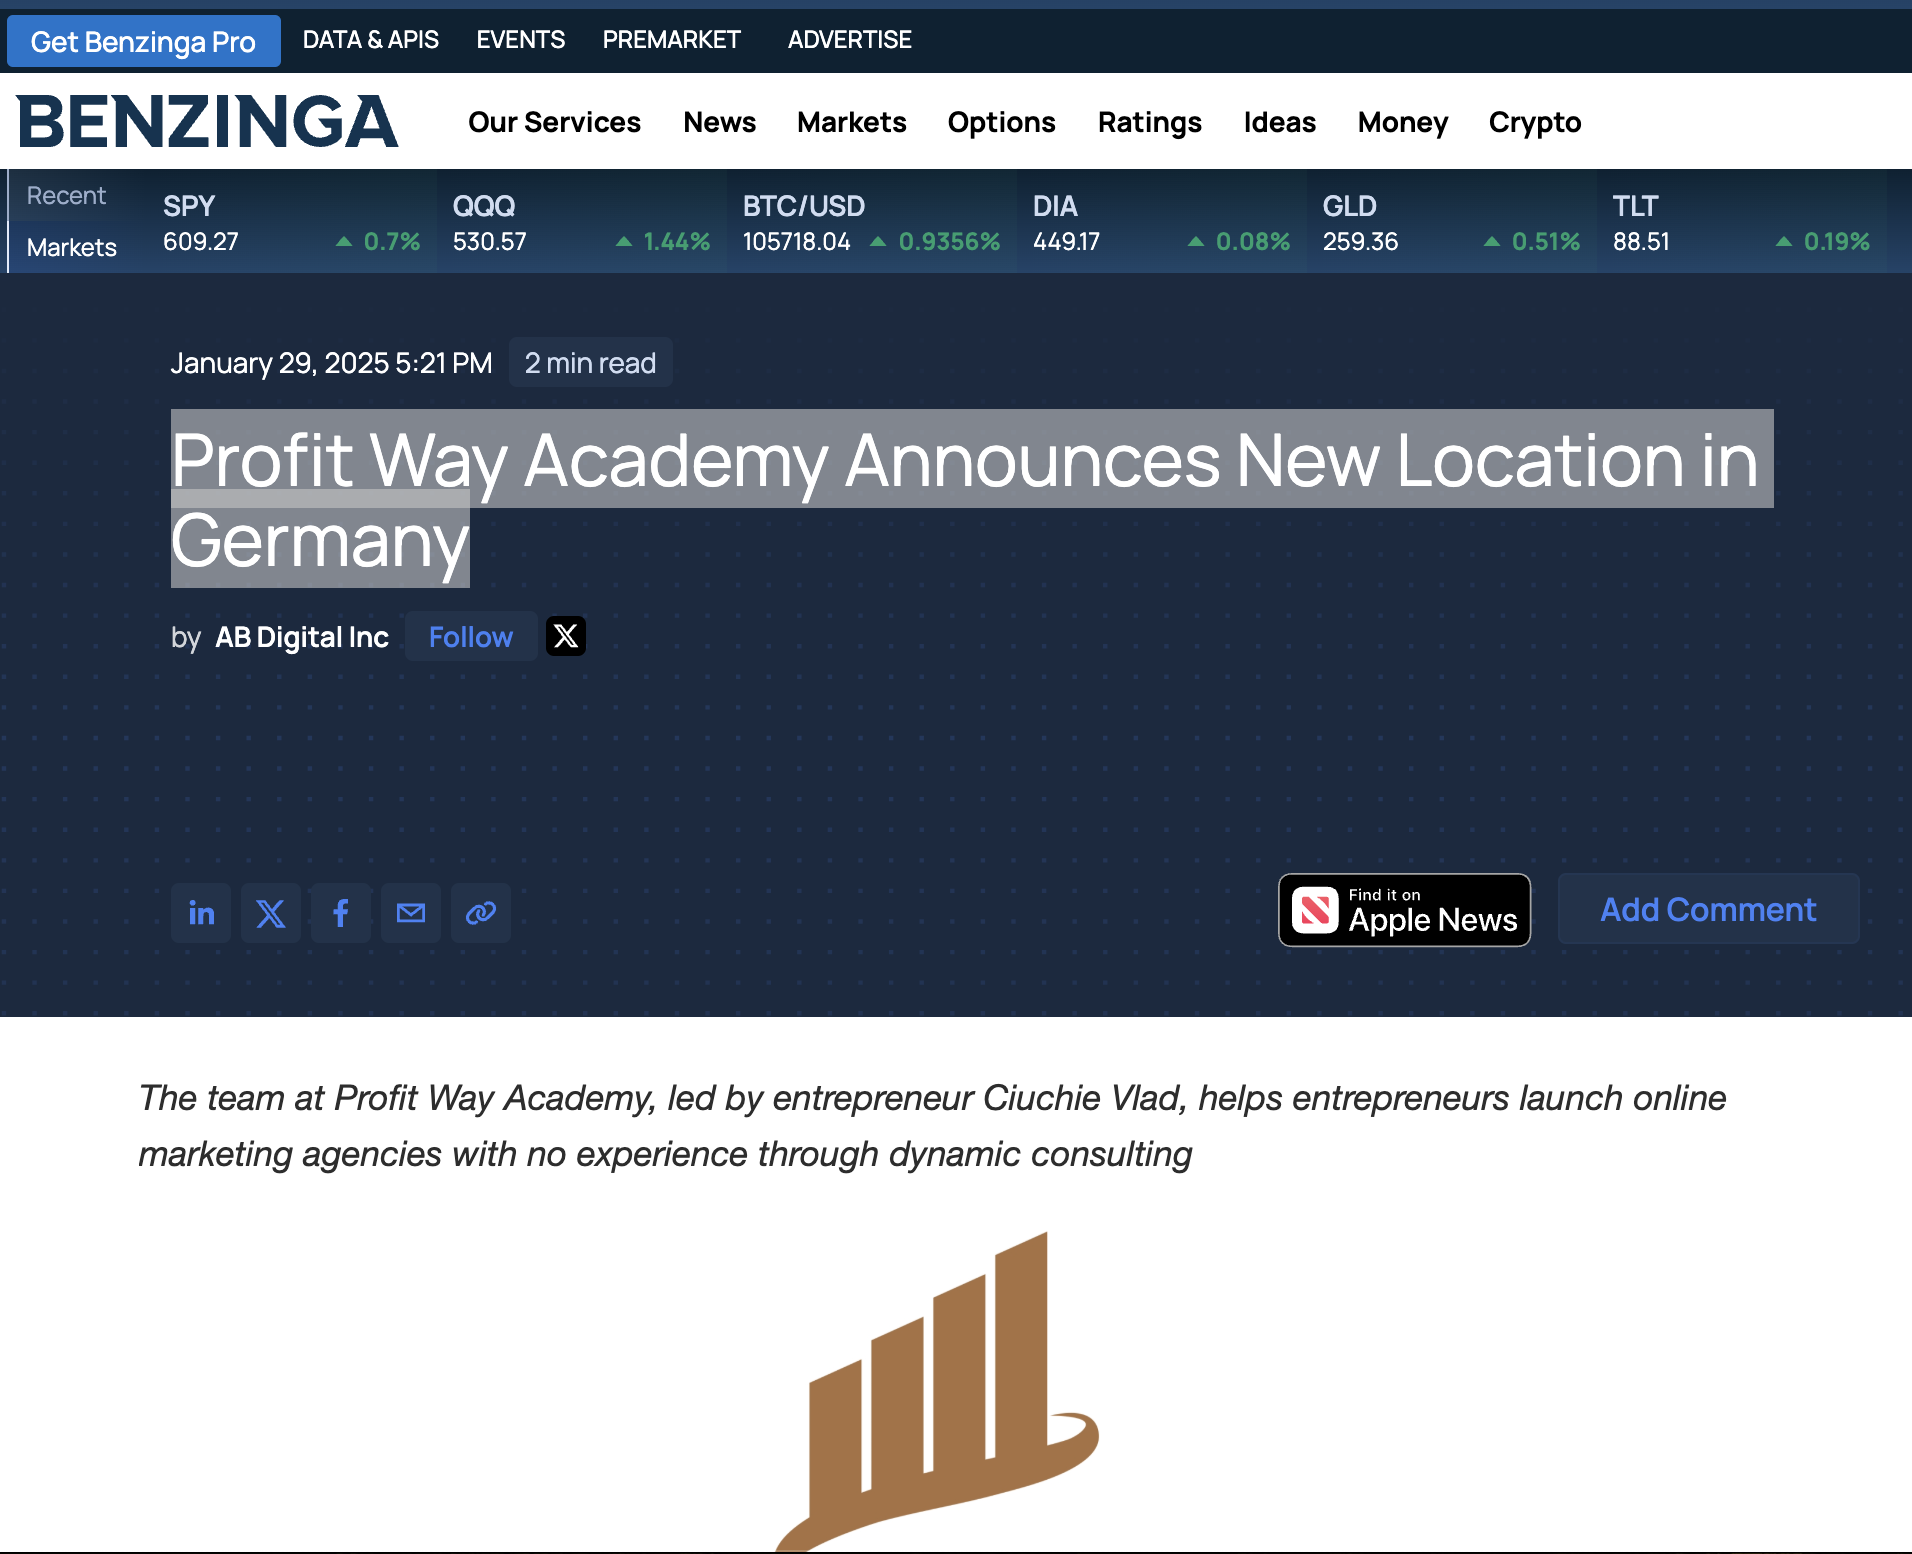 Get Benzinga Pro DATA & APIS EVENTS PREMARKET ADVERTISE
BENZINGA Our Services News Markets Options Ratings Ideas Money Crypto
Recent
Markets
SPY
609.27 0.7%
QQQ
530.57 1.44%
BTC/USD
105718.04 0.9356%
DIA
449.17 0.08%
GLD
259.36 0.51%
TLT
88.51 0.19%
January 29, 2025 5:21 PM 2 min read
Profit Way Academy Announces New Location in
Germany
by AB Digital Inc Follow
Find it on
Apple News
Add Comment
The team at Profit Way Academy, led by entrepreneur Ciuchie Vlad, helps entrepreneurs launch online
marketing agencies with no experience through dynamic consulting